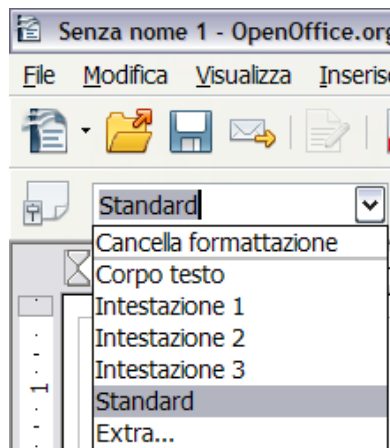 Senza nome 1 - OpenOffice.org
File Modifica Visualizza Inseris
Standard
Cancella formattazione
Corpo testo
Intestazione 1
Intestazione 2
Intestazione 3
Standard
Extra...
1